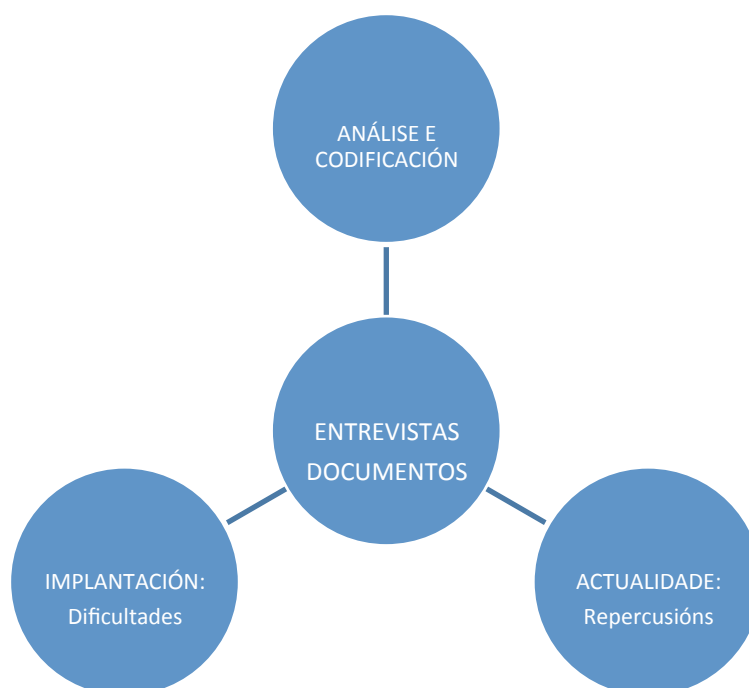 ANÁLISE E
CODIFICACIÓN
ENTREVISTAS
DOCUMENTOS
IMPLANTACIÓN:
Dificultades
ACTUALIDADE:
Repercusións